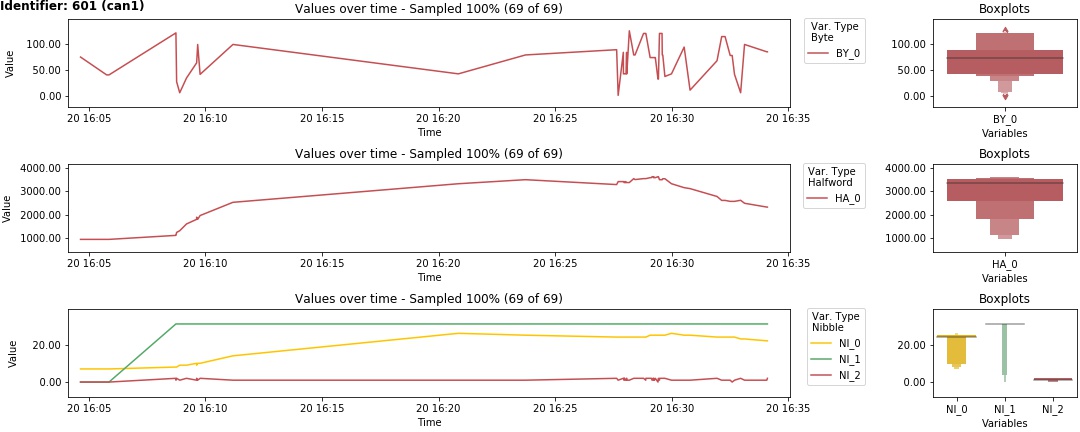 Identifier: 601 (can1)
Values over time - Sampled 100% (69 of 69)
Boxplots
Value
100.00
50.00
0.00
20 16:05 20 16:10 20 16:15 20 16:20 20 16:25 20 16:30 20 16:35
Time
Var. Type
Byte
BY_0
100.00
50.00
0.00
BY_0
Variables
Values over time - Sampled 100% (69 of 69)
Boxplots
Value
4000.00
3000.00
2000.00
1000.00
20 16:05 20 16:10 20 16:15 20 16:20 20 16:25 20 16:30 20 16:35
Time
Var. Type
Halfword
HA_0
4000.00
3000.00
2000.00
1000.00
HA_0
Variables
Values over time - Sampled 100% (69 of 69)
Boxplots
Value
20.00
0.00
20 16:05 20 16:10 20 16:15 20 16:20 20 16:25 20 16:30 20 16:35
Time
Var. Type
Nibble
NI_0
NI_1
NI_2
20.00
0.00
NI_0 NI_1 NI_2
Variables